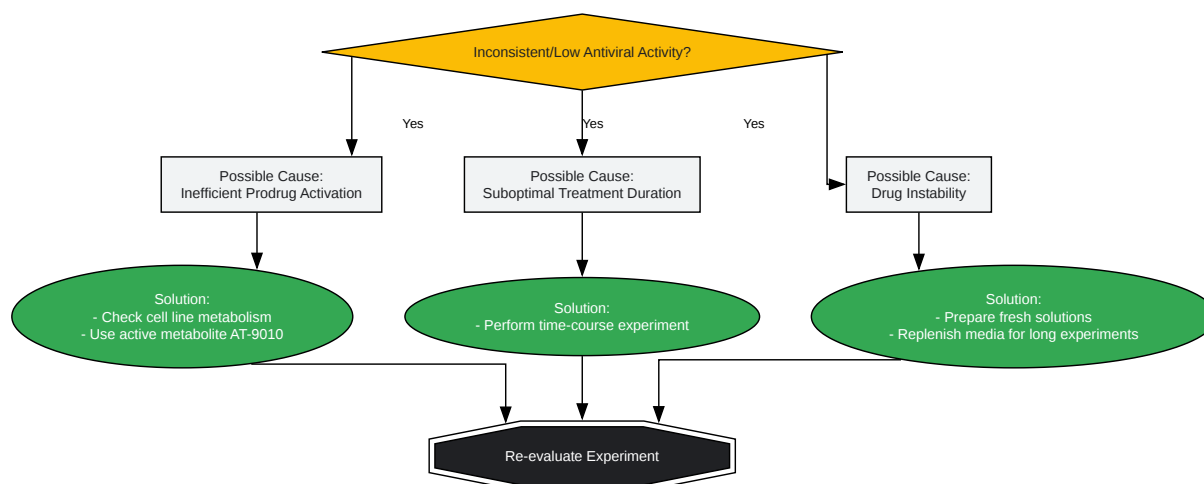 Inconsistent/Low Antiviral Activity?
Yes
Yes
Yes
Possible Cause:
Inefficient Prodrug Activation
Possible Cause:
Suboptimal Treatment Duration
Possible Cause:
Drug Instability
Solution:
- Check cell line metabolism
- Use active metabolite AT-9010
Solution:
- Perform time-course experiment
Solution:
- Prepare fresh solutions
- Replenish media for long experiments
Re-evaluate Experiment